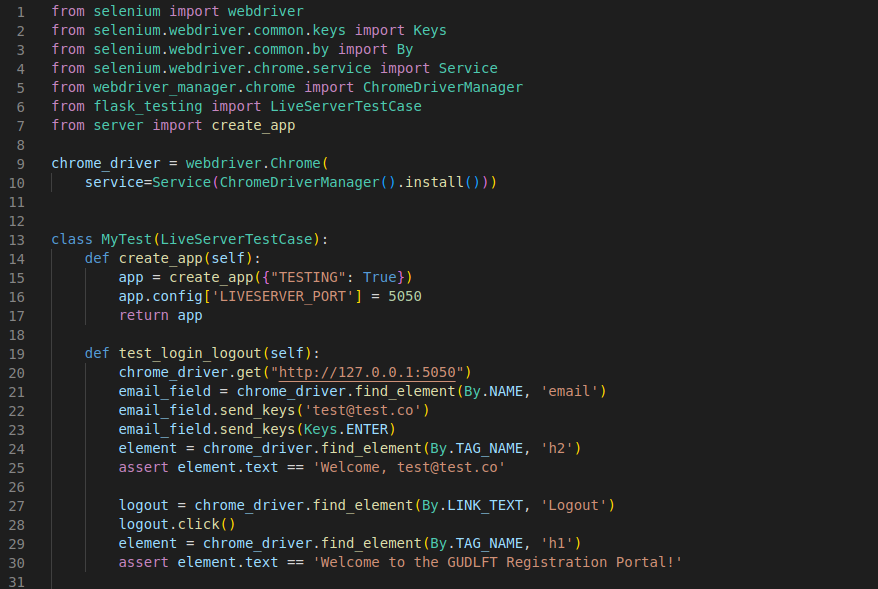 1 from selenium import webdriver
2 from selenium.webdriver.common.keys import Keys
3 from selenium.webdriver.common.by import By
4 from selenium.webdriver.chrome.service import Service
5 from webdriver_manager.chrome import ChromeDriverManager
6 from flask_testing import LiveServerTestCase
7 from server import create_app
8
9 chrome_driver = webdriver.Chrome(
10     service=Service(ChromeDriverManager().install()))
11
12
13 class MyTest(LiveServerTestCase):
14     def create_app(self):
15         app = create_app({"TESTING": True})
16         app.config['LIVESERVER_PORT'] = 5050
17         return app
18
19     def test_login_logout(self):
20         chrome_driver.get("http://127.0.0.1:5050")
21         email_field = chrome_driver.find_element(By.NAME, 'email')
22         email_field.send_keys('test@test.co')
23         email_field.send_keys(Keys.ENTER)
24         element = chrome_driver.find_element(By.TAG_NAME, 'h2')
25         assert element.text == 'Welcome, test@test.co'
26
27         logout = chrome_driver.find_element(By.LINK_TEXT, 'Logout')
28         logout.click()
29         element = chrome_driver.find_element(By.TAG_NAME, 'h1')
30         assert element.text == 'Welcome to the GUDLFT Registration Portal!'
31